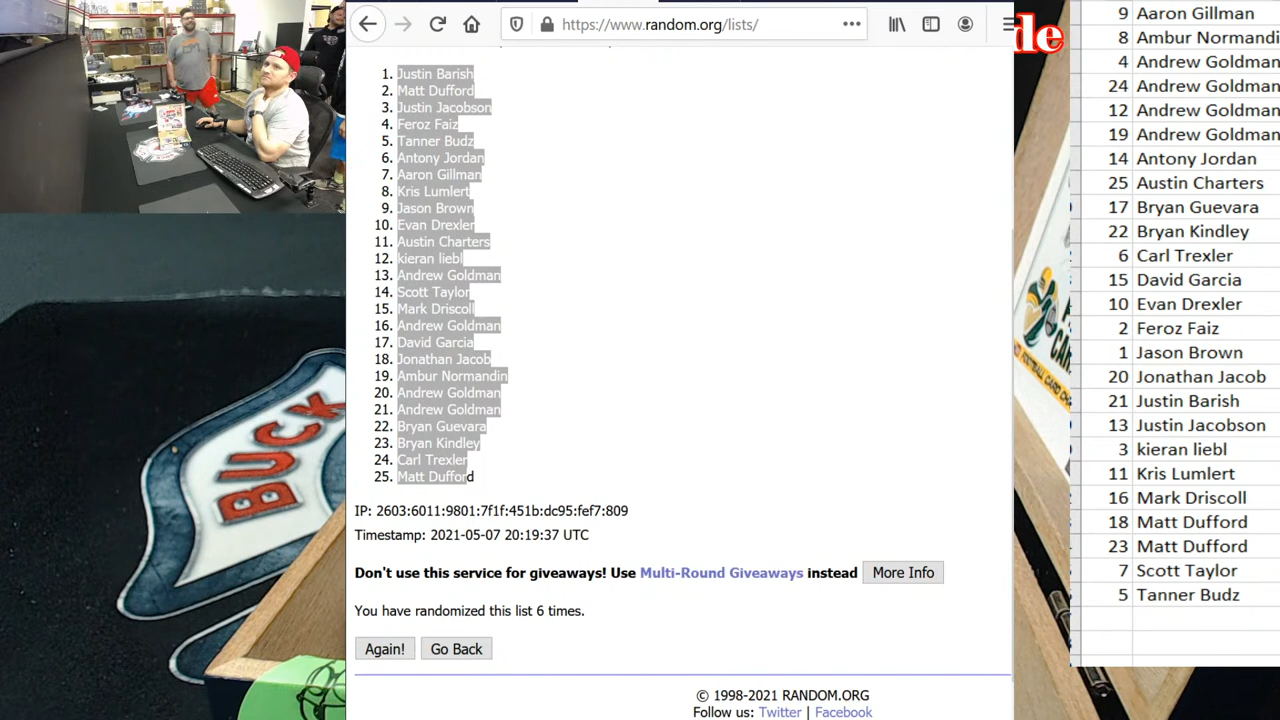 https://www.random.org/lists/
1. Justin Barish
2. Matt Dufford
3. Justin Jacobson
4. Feroz Faiz
5. Tanner Budz
6. Antony Jordan
7. Aaron Gillman
8. Kris Lumlert
9. Jason Brown
10. Evan Drexler
11. Austin Charters
12. kieran liebl
13. Andrew Goldman
14. Scott Taylor
15. Mark Driscoll
16. Andrew Goldman
17. David Garcia
18. Jonathan Jacob
19. Ambur Normandin
20. Andrew Goldman
21. Andrew Goldman
22. Bryan Guevara
23. Bryan Kindley
24. Carl Trexler
25. Matt Dufford
IP: 2603:6011:9801:7f1f:451b:dc95:fef7:809
Timestamp: 2021-05-07 20:19:37 UTC
Don't use this service for giveaways! Use Multi-Round Giveaways instead More Info
You have randomized this list 6 times.
Again! Go Back
© 1998-2021 RANDOM.ORG
Follow us: Twitter | Facebook
de
9 Aaron Gillman
8 Ambur Normandi
4 Andrew Goldman
24 Andrew Goldman
12 Andrew Goldman
19 Andrew Goldman
14 Antony Jordan
25 Austin Charters
17 Bryan Guevara
22 Bryan Kindley
6 Carl Trexler
15 David Garcia
10 Evan Drexler
2 Feroz Faiz
1 Jason Brown
20 Jonathan Jacob
21 Justin Barish
13 Justin Jacobson
3 kieran liebl
11 Kris Lumlert
16 Mark Driscoll
18 Matt Dufford
23 Matt Dufford
7 Scott Taylor
5 Tanner Budz
BUCK
FOOTBALL CARD